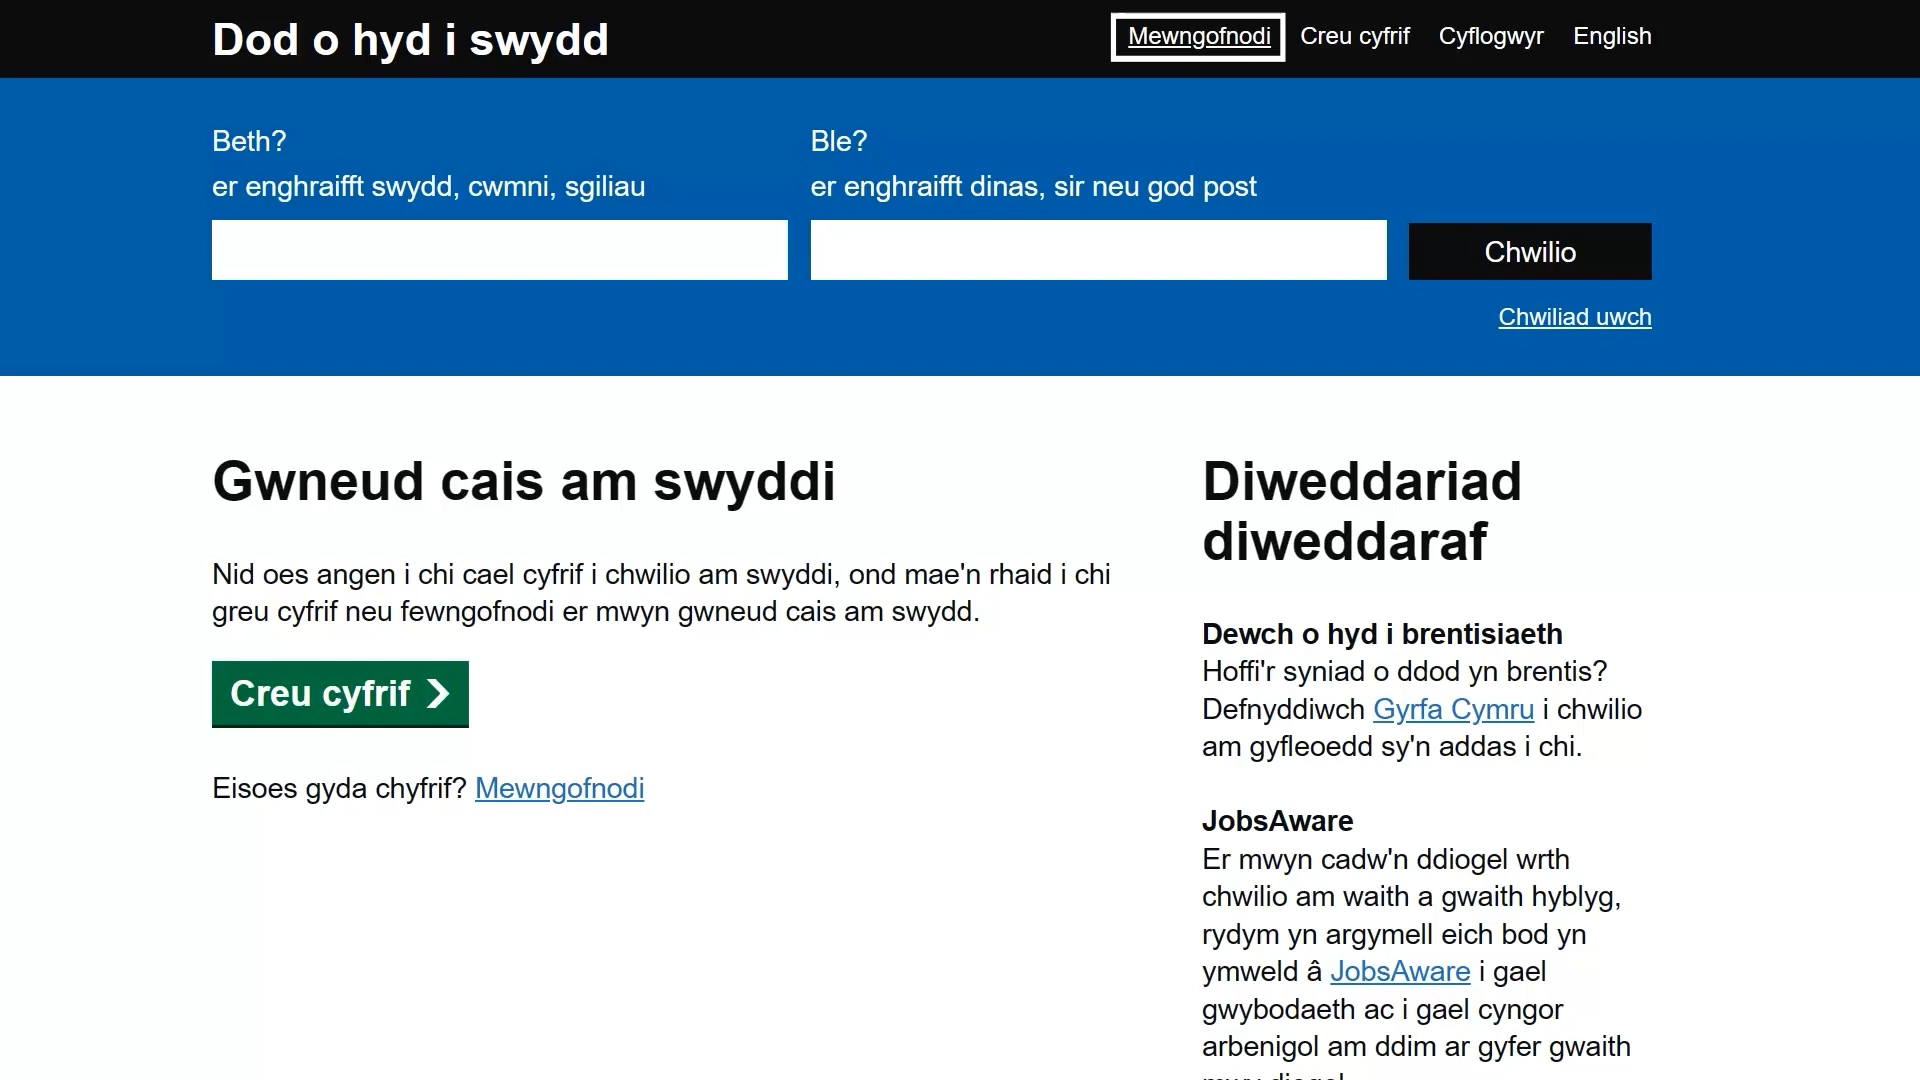 Dod o hyd i swydd
Mewngofnodi Creu cyfrif Cyflogwyr English
Beth?
er enghraifft swydd, cwmni, sgiliau
Ble?
er enghraifft dinas, sir neu god post
Chwilio
Chwiliad uwch
Gwneud cais am swyddi
Nid oes angen i chi cael cyfrif i chwilio am swyddi, ond mae'n rhaid i chi
greu cyfrif neu fewngofnodi er mwyn gwneud cais am swydd.
Creu cyfrif
Eisoes gyda chyfrif? Mewngofnodi
Diweddariad
diweddaraf
Dewch o hyd i brentisiaeth
Hoffi'r syniad o ddod yn brentis?
Defnyddiwch Gyrfa Cymru i chwilio
am gyfleoedd sy'n addas i chi.
JobsAware
Er mwyn cadw'n ddiogel wrth
chwilio am waith a gwaith hyblyg,
rydym yn argymell eich bod yn
ymweld â JobsAware i gael
gwybodaeth ac i gael cyngor
arbenigol am ddim ar gyfer gwaith